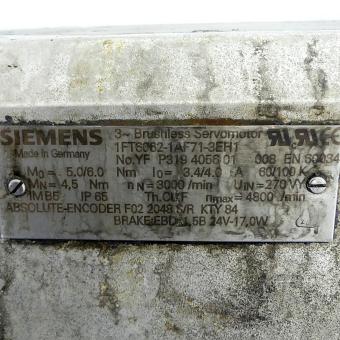 SIEMENS 3~ Brushless Servomotor
Made in Germany 1FT6062-1AF71-3EH1
No.YF P319 4056 01 008 EN 60034
M0 = 5,0/6,0 Nm I0 = 3,4/4,0 A 60/100 K
MN = 4,5 Nm nN = 3000/min UIN = 270 VY
IM B5 IP 65 Th.Cl.F nmax= 4800 /min
ABSOLUTE-ENCODER F02 2048 S/R KTY 84
BRAKE:EBD 1,5B 24V-17,0W